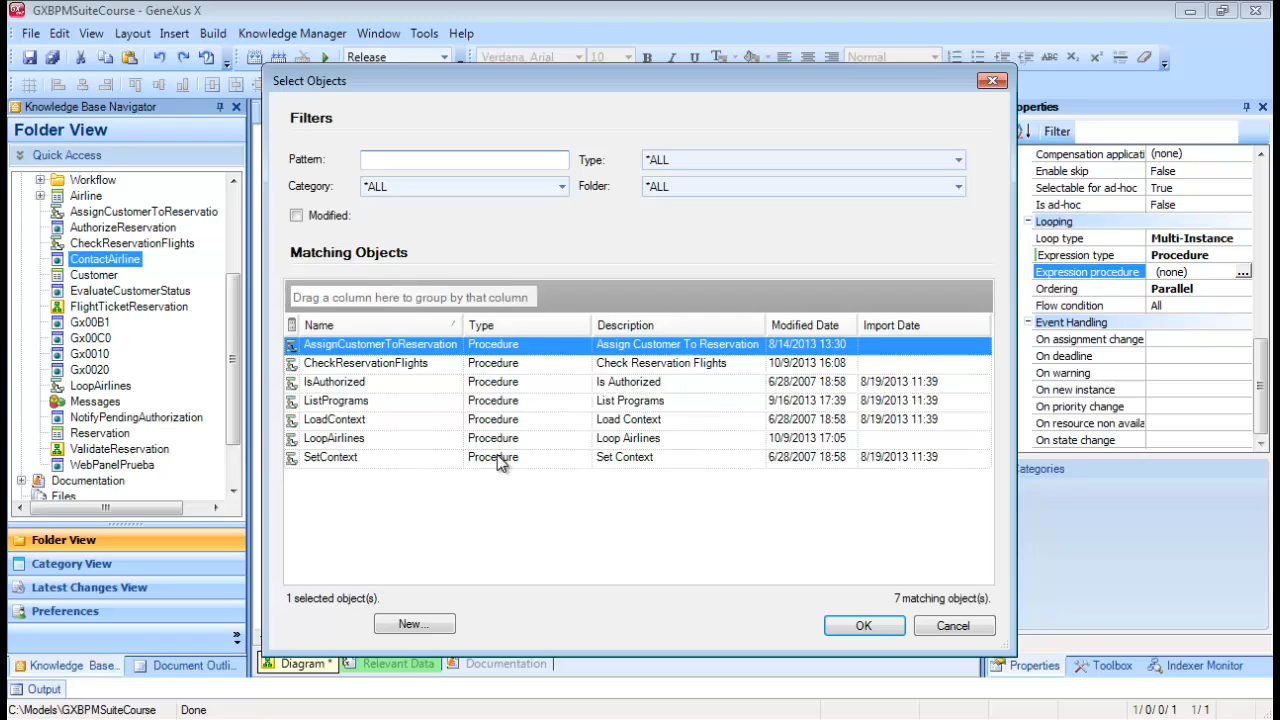 GXBPMSuiteCourse - GeneXus X
File Edit View Layout Insert Build Knowledge Manager Window Tools Help
Release Verdana, Arial 10 B I U Normal ABC
Knowledge Base Navigator
Folder View
Quick Access
Workflow
Airline
AssignCustomerToReservatio
AuthorizeReservation
CheckReservationFlights
ContactAirline
Customer
EvaluateCustomerStatus
FlightTicketReservation
Gx00B1
Gx00C0
Gx0010
Gx0020
LoopAirlines
Messages
NotifyPendingAuthorization
Reservation
ValidateReservation
WebPanelPrueba
Documentation
Files
Folder View
Category View
Latest Changes View
Preferences
Knowledge Base... Document Outli...
Output
C:\Models\GXBPMSuiteCourse Done
Select Objects
Filters
Pattern: Type: *ALL
Category: *ALL Folder: *ALL
Modified:
Matching Objects
Drag a column here to group by that column
Name Type Description Modified Date Import Date
AssignCustomerToReservation Procedure Assign Customer To Reservation 8/14/2013 13:30
CheckReservationFlights Procedure Check Reservation Flights 10/9/2013 16:08
IsAuthorized Procedure Is Authorized 6/28/2007 18:58 8/19/2013 11:39
ListPrograms Procedure List Programs 9/16/2013 17:39 8/19/2013 11:39
LoadContext Procedure Load Context 6/28/2007 18:58 8/19/2013 11:39
LoopAirlines Procedure Loop Airlines 10/9/2013 17:05
SetContext Procedure Set Context 6/28/2007 18:58 8/19/2013 11:39
1 selected object(s). 7 matching object(s).
New... OK Cancel
Diagram * Relevant Data Documentation
operties
Filter
Compensation applicati (none)
Enable skip False
Selectable for ad-hoc True
Is ad-hoc False
Looping
Loop type Multi-Instance
Expression type Procedure
Expression procedure (none) ...
Ordering Parallel
Flow condition All
Event Handling
On assignment change
On deadline
On warning
On new instance
On priority change
On resource non availa
On state change
Categories
Properties Toolbox Indexer Monitor
1/ 0/ 0/ 1 1/ 1